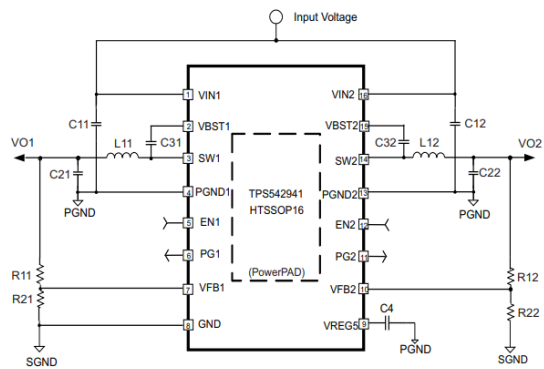 Input Voltage
1 VIN1 VIN2 16
C11 C12
2 VBST1 VBST2 15
VO1 L11 C31 C32 L12 VO2
3 SW1 SW2 14
C21 C22
TPS542941
HTSSOP16
4 PGND1 PGND2 13
PGND PGND
5 EN1 EN2 12
6 PG1 PG2 11
(PowerPAD)
R11 R12
7 VFB1 VFB2 10
R21 R22
8 GND VREG5 9 C4
PGND
SGND SGND